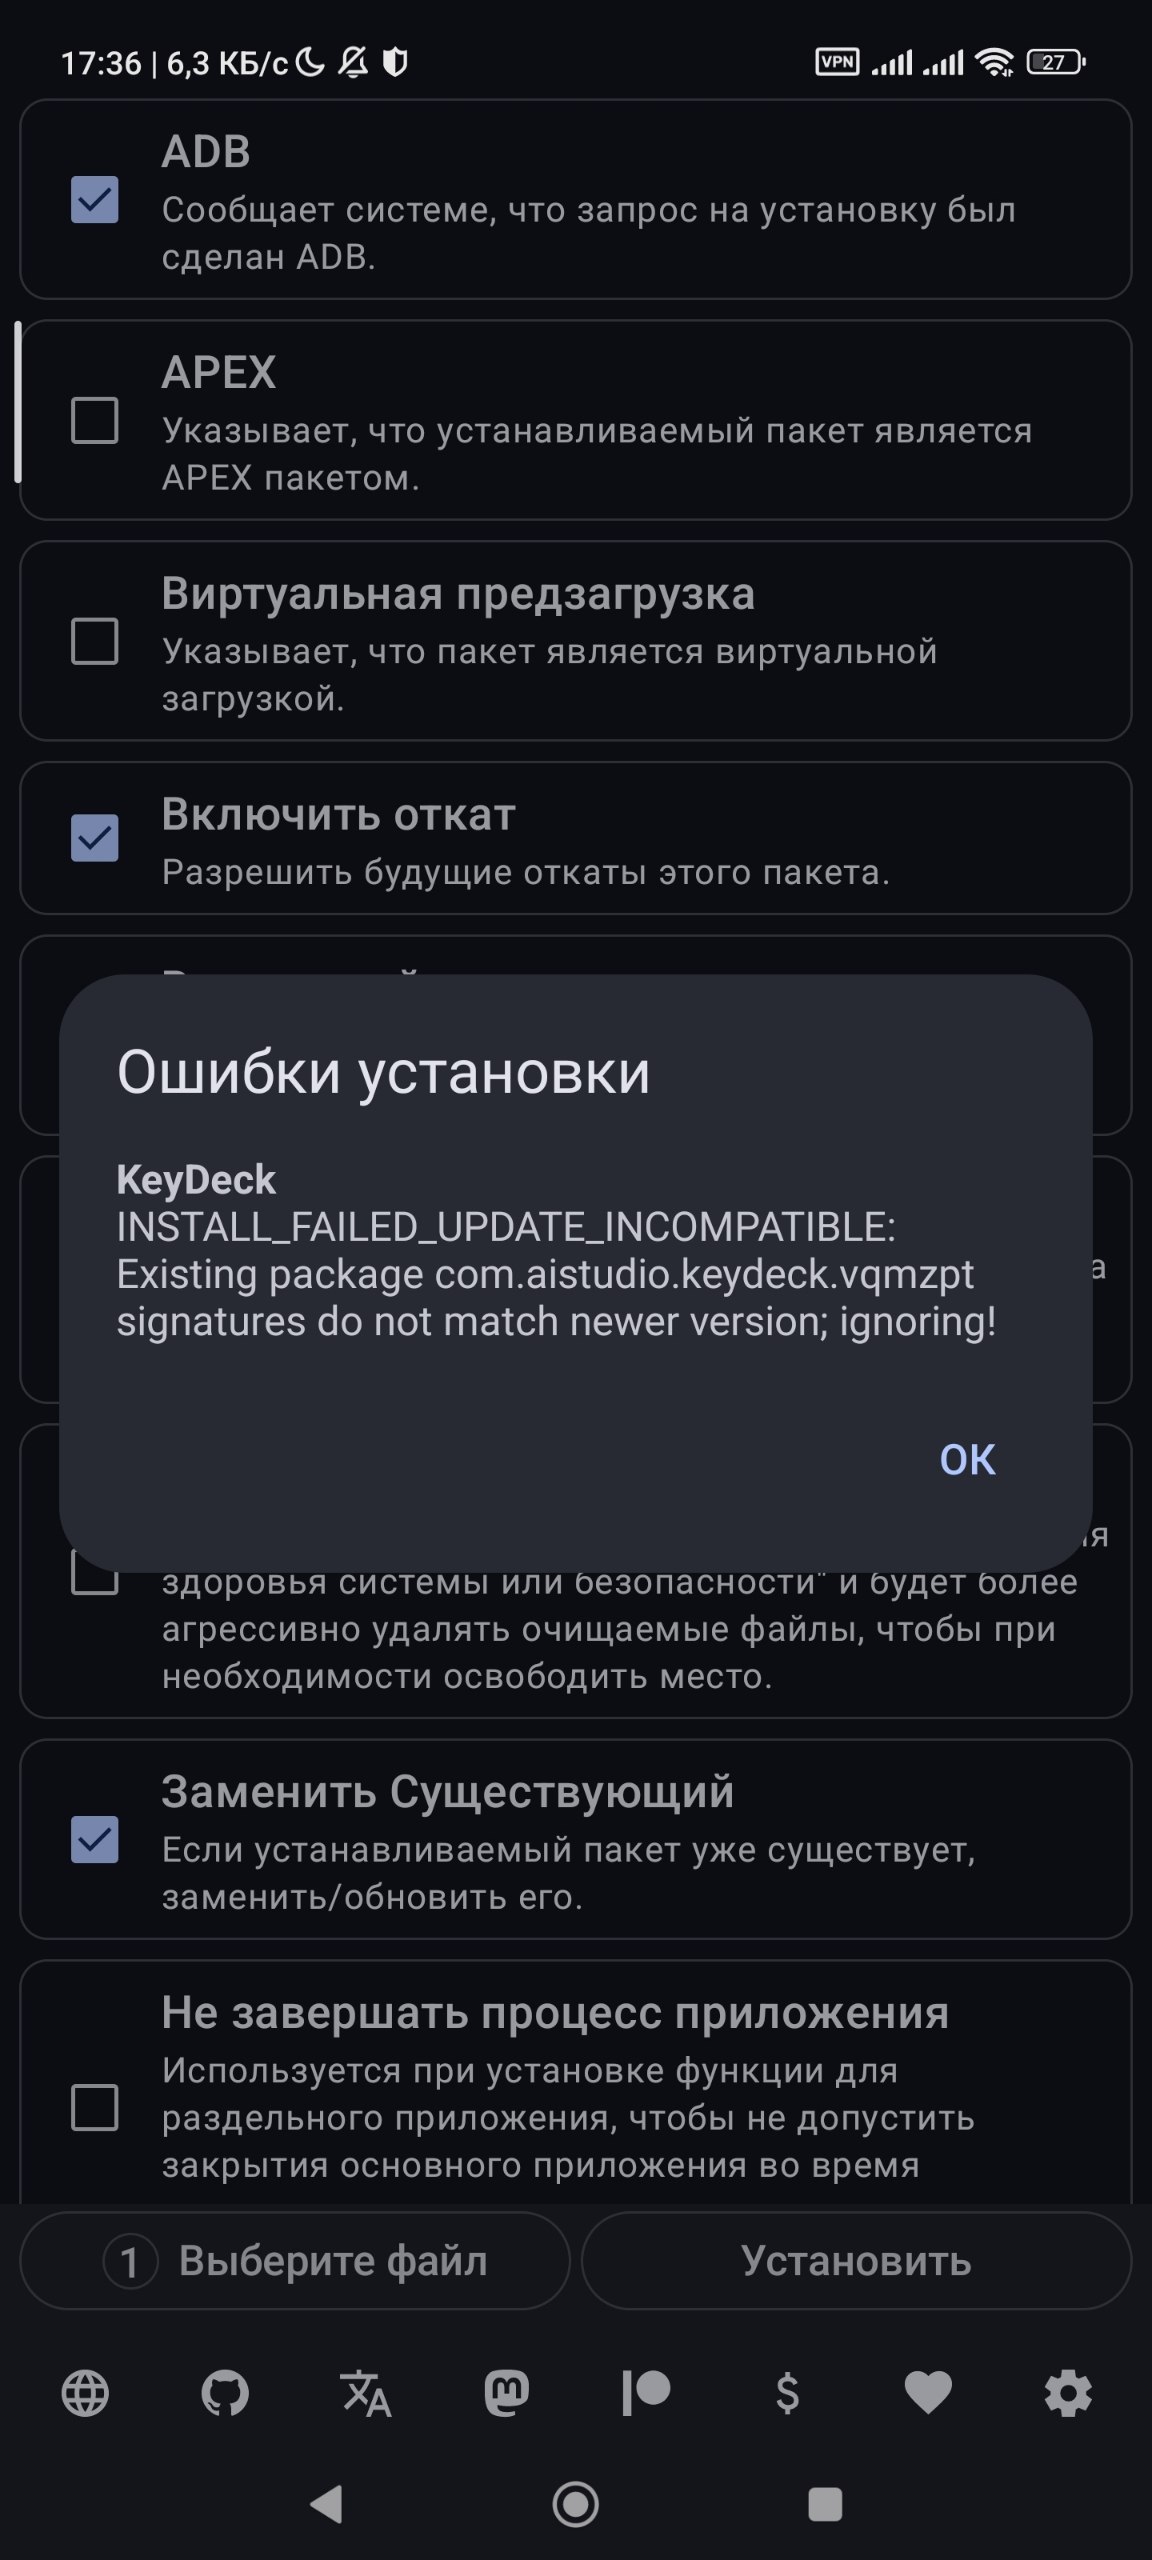 17:36 | 6,3 КБ/с
VPN
27
ADB
Сообщает системе, что запрос на установку был
сделан ADB.
APEX
Указывает, что устанавливаемый пакет является
APEX пакетом.
Виртуальная предзагрузка
Указывает, что пакет является виртуальной
загрузкой.
Включить откат
Разрешить будущие откаты этого пакета.
Ошибки установки
KeyDeck
INSTALL_FAILED_UPDATE_INCOMPATIBLE:
Existing package com.aistudio.keydeck.vqmzpt
signatures do not match newer version; ignoring!
OK
здоровья системы или безопасности" и будет более
агрессивно удалять очищаемые файлы, чтобы при
необходимости освободить место.
Заменить Существующий
Если устанавливаемый пакет уже существует,
заменить/обновить его.
Не завершать процесс приложения
Используется при установке функции для
раздельного приложения, чтобы не допустить
закрытия основного приложения во время
1 Выберите файл
Установить